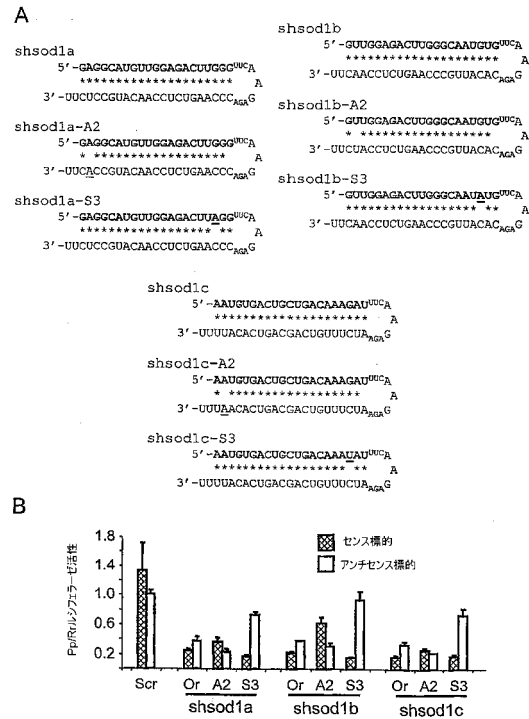 A
shsod1a
5'-GAGGCAUGUUGGAGACUUGGGUUCA
******************* A
3'-UUCUCCGUACAACCUCUGAACCCAGAG
shsod1a-A2
5'-GAGGCAUGUUGGAGACUUGGGUUCA
* ***************** A
3'-UUCACCGUACAACCUCUGAACCCAGAG
shsod1a-S3
5'-GAGGCAUGUUGGAGACUUAGGUUCA
**************** ** A
3'-UUCUCCGUACAACCUCUGAACCCAGAG
shsod1b
5'-GUUGGAGACUUGGGCAAUGUGUUCA
******************* A
3'-UUCAACCUCUGAACCCGUUACACAGAG
shsod1b-A2
5'-GUUGGAGACUUGGGCAAUGUGUUCA
* ***************** A
3'-UUCUACCUCUGAACCCGUUACACAGAG
shsod1b-S3
5'-GUUGGAGACUUGGGCAAUAUGUUCA
**************** ** A
3'-UUCAACCUCUGAACCCGUUACACAGAG
shsod1c
5'-AAUGUGACUGCUGACAAAGAUUUCA
******************* A
3'-UUUUACACUGACGACUGUUUCUAAGAG
shsod1c-A2
5'-AAUGUGACUGCUGACAAAGAUUUCA
* ***************** A
3'-UUUAACACUGACGACUGUUUCUAAGAG
shsod1c-S3
5'-AAUGUGACUGCUGACAAAUAUUUCA
**************** ** A
3'-UUUUACACUGACGACUGUUUCUAAGAG
B
Pp/Rrルシフェラーゼ活性
1.8
1.4
1.0
0.6
0.2
センス標的
アンチセンス標的
Scr Or A2 S3 Or A2 S3 Or A2 S3
shsod1a shsod1b shsod1c